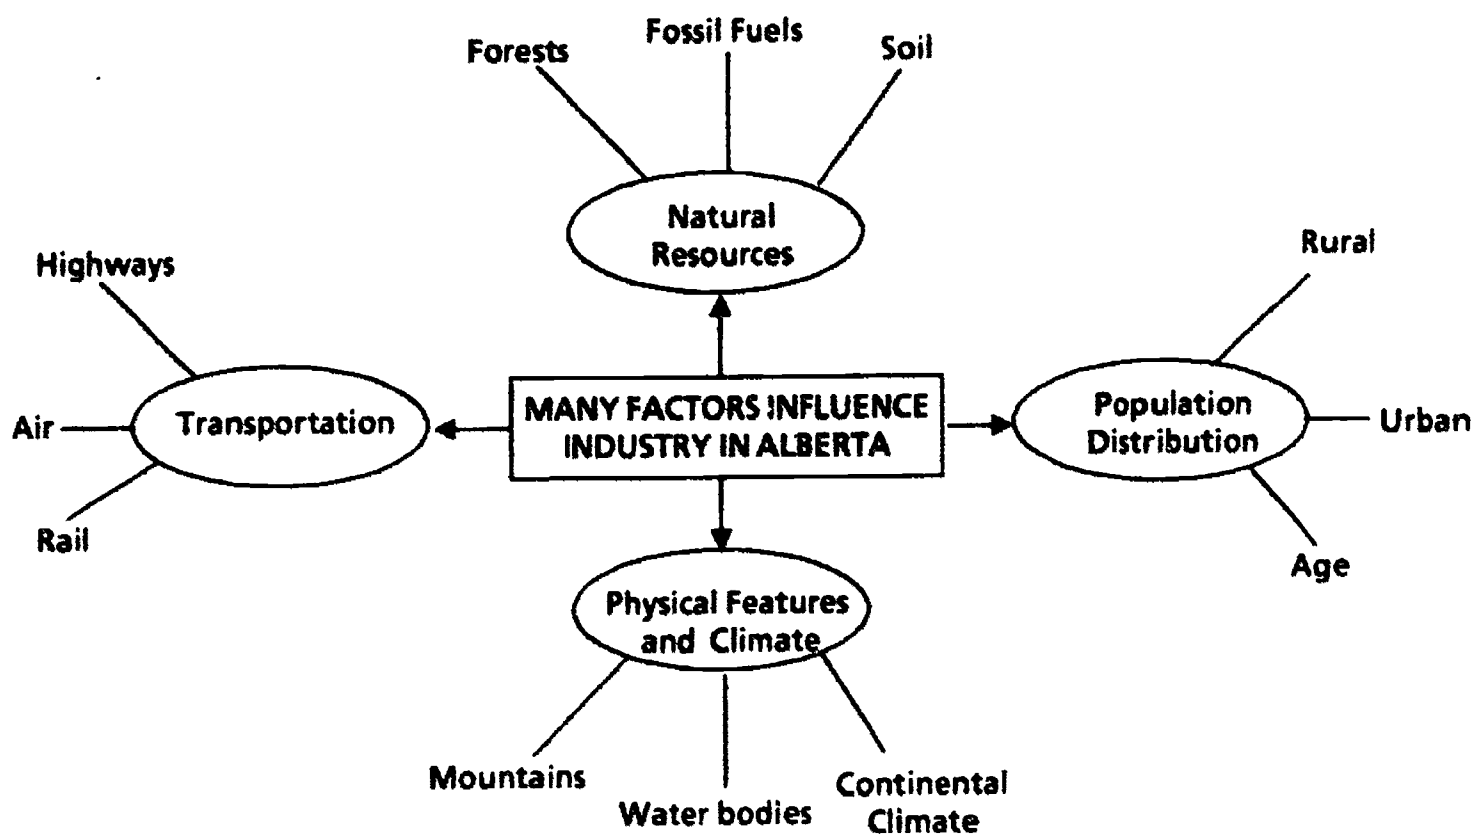 Fossil Fuels
Forests
Soil
Natural
Resources
Rural
Highways
MANY FACTORS INFLUENCE
INDUSTRY IN ALBERTA
Transportation
Air
Population
Distribution
Urban
Rail
Age
Physical Features
and Climate
Mountains
Water bodies
Continental
Climate